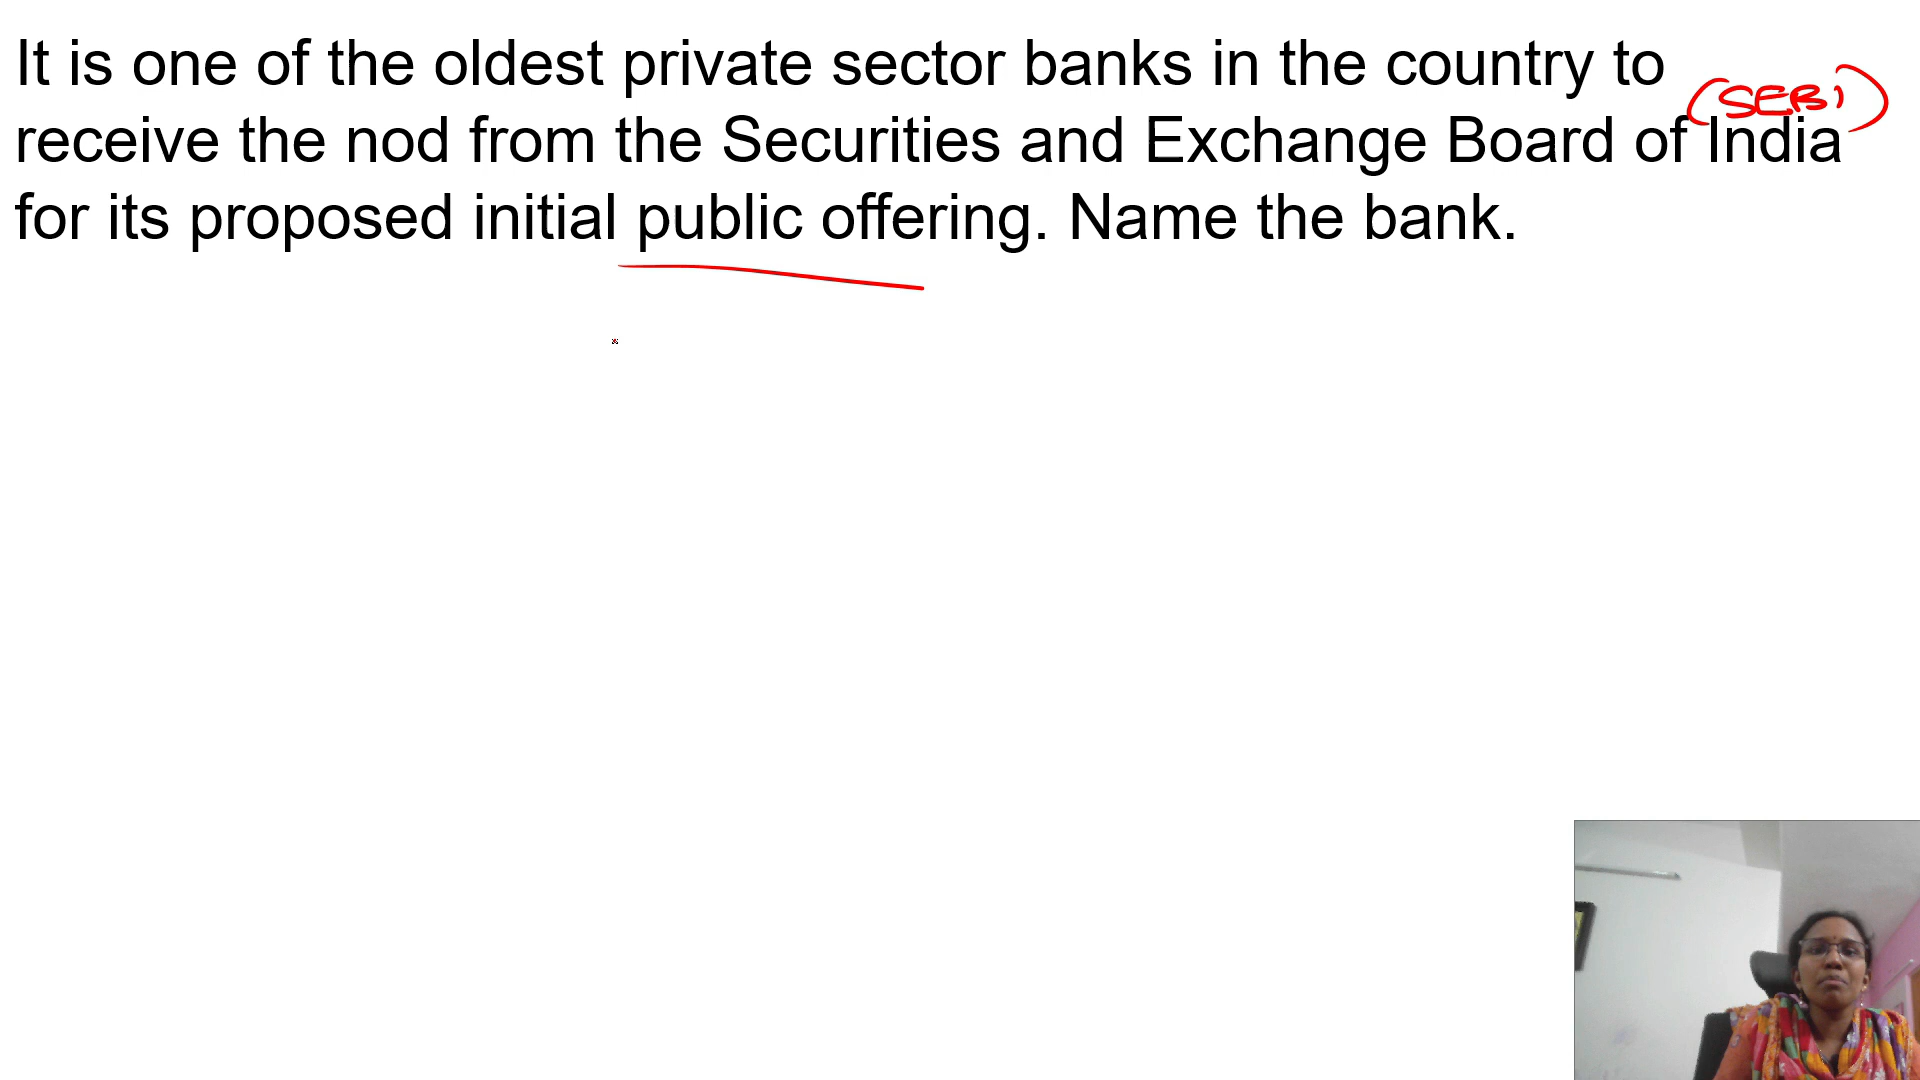 It is one of the oldest private sector banks in the country to
(SEBI)
receive the nod from the Securities and Exchange Board of India
for its proposed initial public offering. Name the bank.